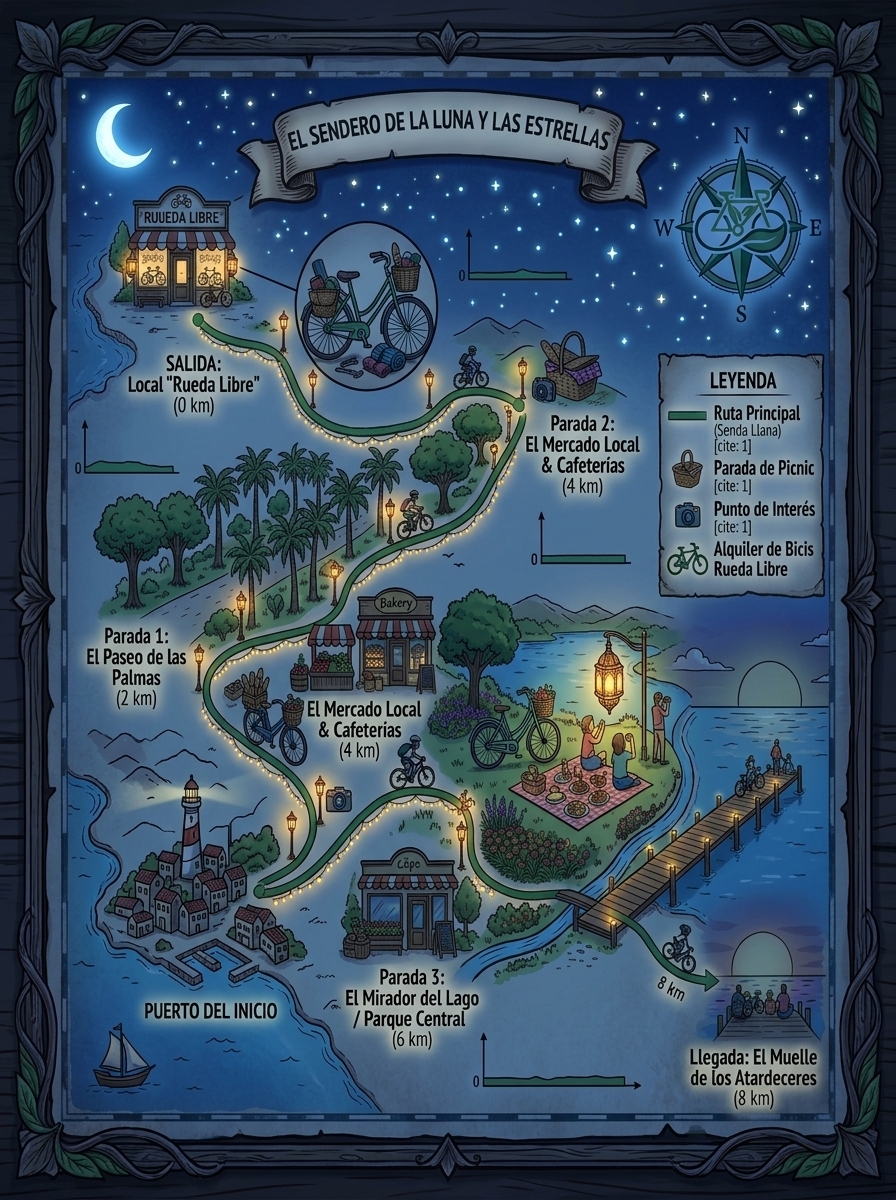 EL SENDERO DE LA LUNA Y LAS ESTRELLAS
N
W
E
S
RUUEDA LIBRE
0
SALIDA:
Local "Rueda Libre"
(0 km)
Parada 2:
El Mercado Local
& Cafeterías
(4 km)
LEYENDA
Ruta Principal
(Senda Llana)
[cite: 1]
Parada de Picnic
[cite: 1]
Punto de Interés
[cite: 1]
Alquiler de Bicis
Rueda Libre
0
0
Bakery
Parada 1:
El Paseo de las
Palmas
(2 km)
El Mercado Local
& Cafeterías
(4 km)
PUERTO DEL INICIO
Parada 3:
El Mirador del Lago
/ Parque Central
(6 km)
8 km
0
Llegada: El Muelle
de los Atardeceres
(8 km)